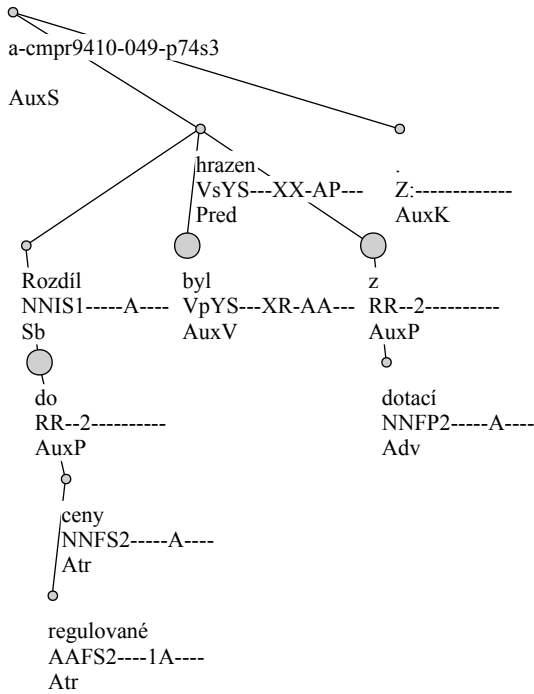 a-cmpr9410-049-p74s3
AuxS
hrazen
VsYS---XX-AP---
Pred
.
Z:-------------
AuxK
Rozdíl
NNIS1-----A----
Sb
byl
VpYS---XR-AA---
AuxV
z
RR--2----------
AuxP
do
RR--2----------
AuxP
dotací
NNFP2-----A----
Adv
ceny
NNFS2-----A----
Atr
regulované
AAFS2----1A----
Atr